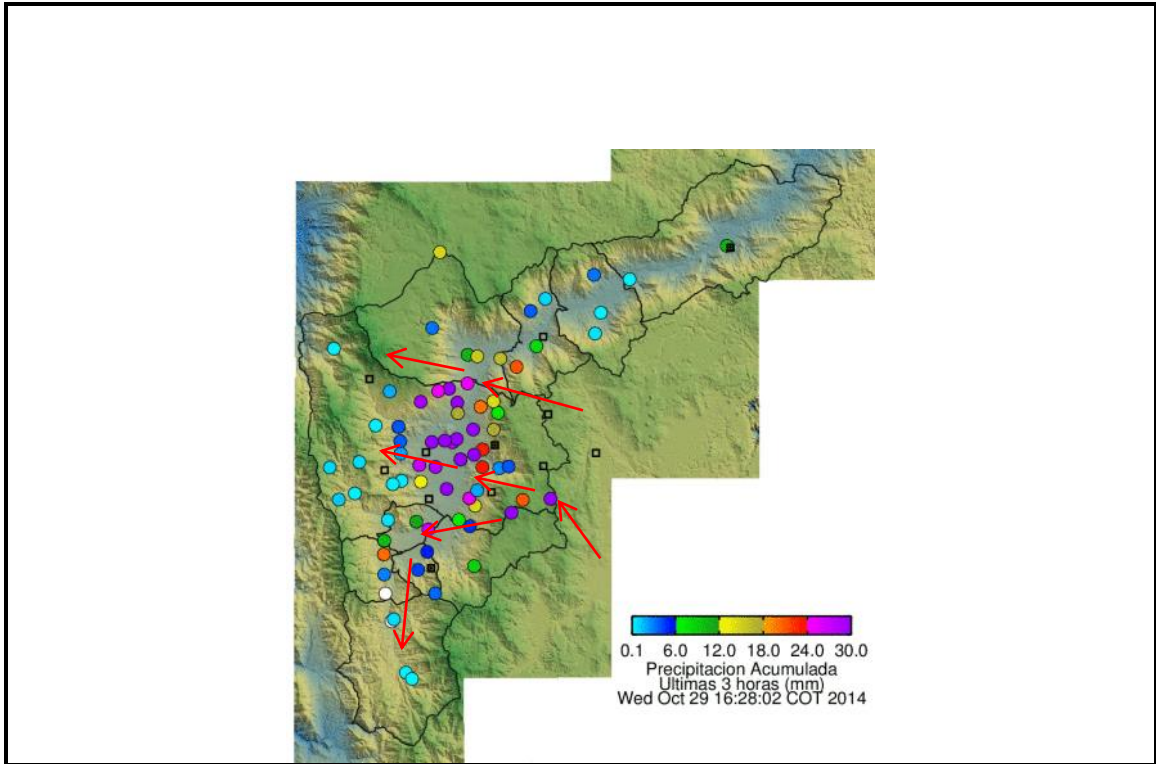 0.1 6.0 12.0 18.0 24.0 30.0
Precipitacion Acumulada
Ultimas 3 horas (mm)
Wed Oct 29 16:28:02 COT 2014